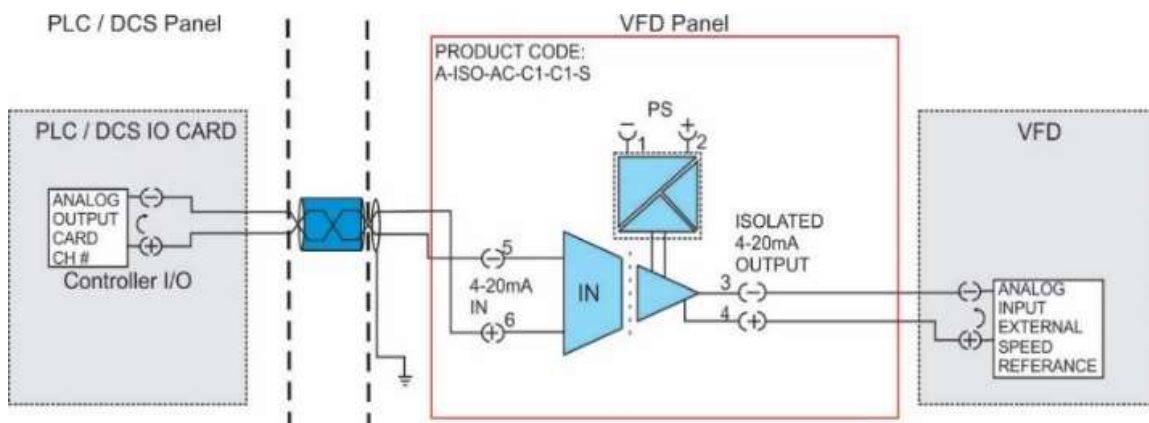 PLC / DCS Panel
VFD Panel
PRODUCT CODE:
A-ISO-AC-C1-C1-S
PLC / DCS IO CARD
ANALOG
OUTPUT
CARD
CH #
Controller I/O
PS
1
2
5
4-20mA
IN
6
IN
ISOLATED
4-20mA
OUTPUT
3
4
VFD
ANALOG
INPUT
EXTERNAL
SPEED
REFERANCE